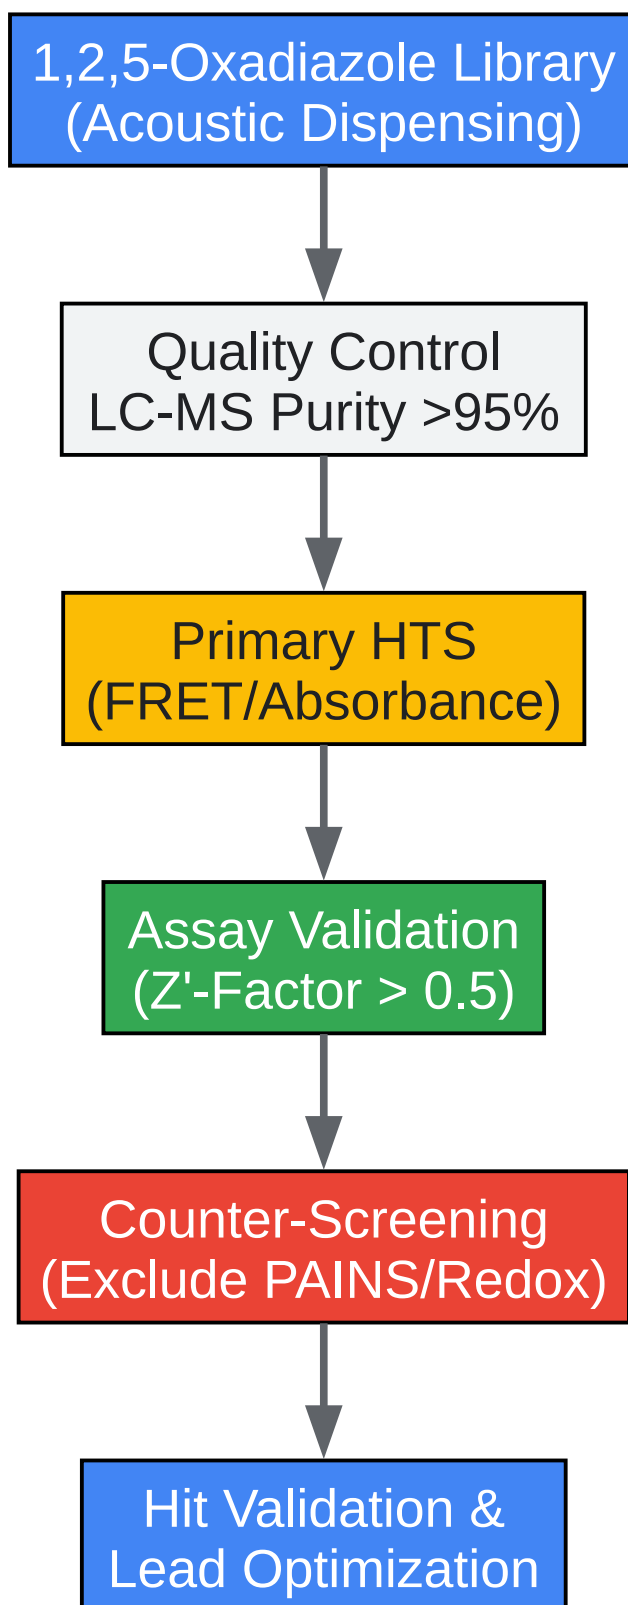 1,2,5-Oxadiazole Library
(Acoustic Dispensing)
Quality Control
LC-MS Purity >95%
Primary HTS
(FRET/Absorbance)
Assay Validation
(Z'-Factor > 0.5)
Counter-Screening
(Exclude PAINS/Redox)
Hit Validation &
Lead Optimization